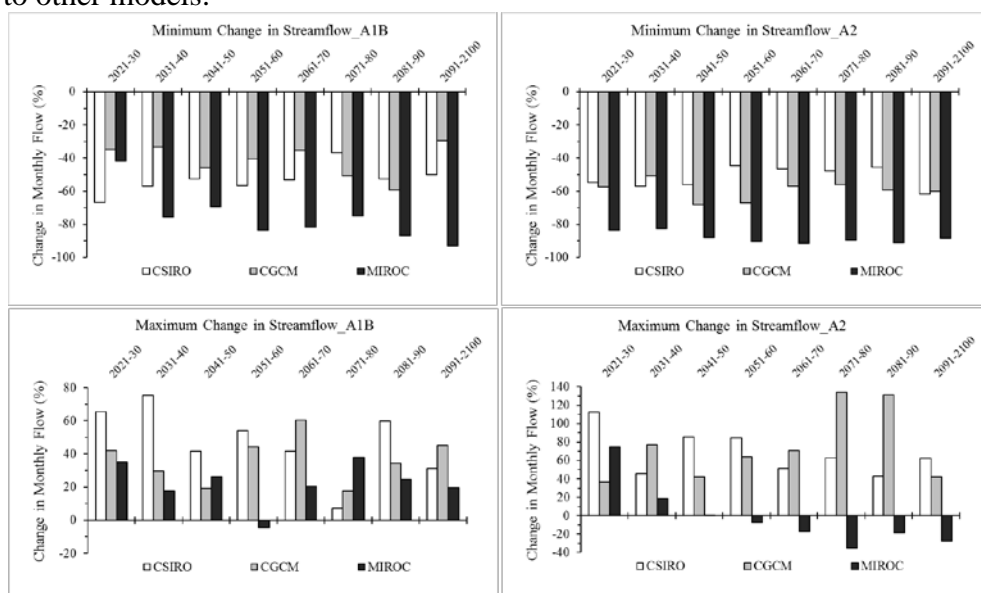 to other models.
Minimum Change in Streamflow_A1B
2021-30 2031-40 2041-50 2051-60 2061-70 2071-80 2081-90 2091-2100
Change in Monthly Flow (%)
0
-20
-40
-60
-80
-100
CSIRO CGCM MIROC
Minimum Change in Streamflow_A2
2021-30 2031-40 2041-50 2051-60 2061-70 2071-80 2081-90 2091-2100
Change in Monthly Flow (%)
0
-20
-40
-60
-80
-100
CSIRO CGCM MIROC
Maximum Change in Streamflow_A1B
2021-30 2031-40 2041-50 2051-60 2061-70 2071-80 2081-90 2091-2100
Change in Monthly Flow (%)
80
60
40
20
0
-20
CSIRO CGCM MIROC
Maximum Change in Streamflow_A2
2021-30 2031-40 2041-50 2051-60 2061-70 2071-80 2081-90 2091-2100
Change in Monthly Flow (%)
140
120
100
80
60
40
20
0
-20
-40
CSIRO CGCM MIROC